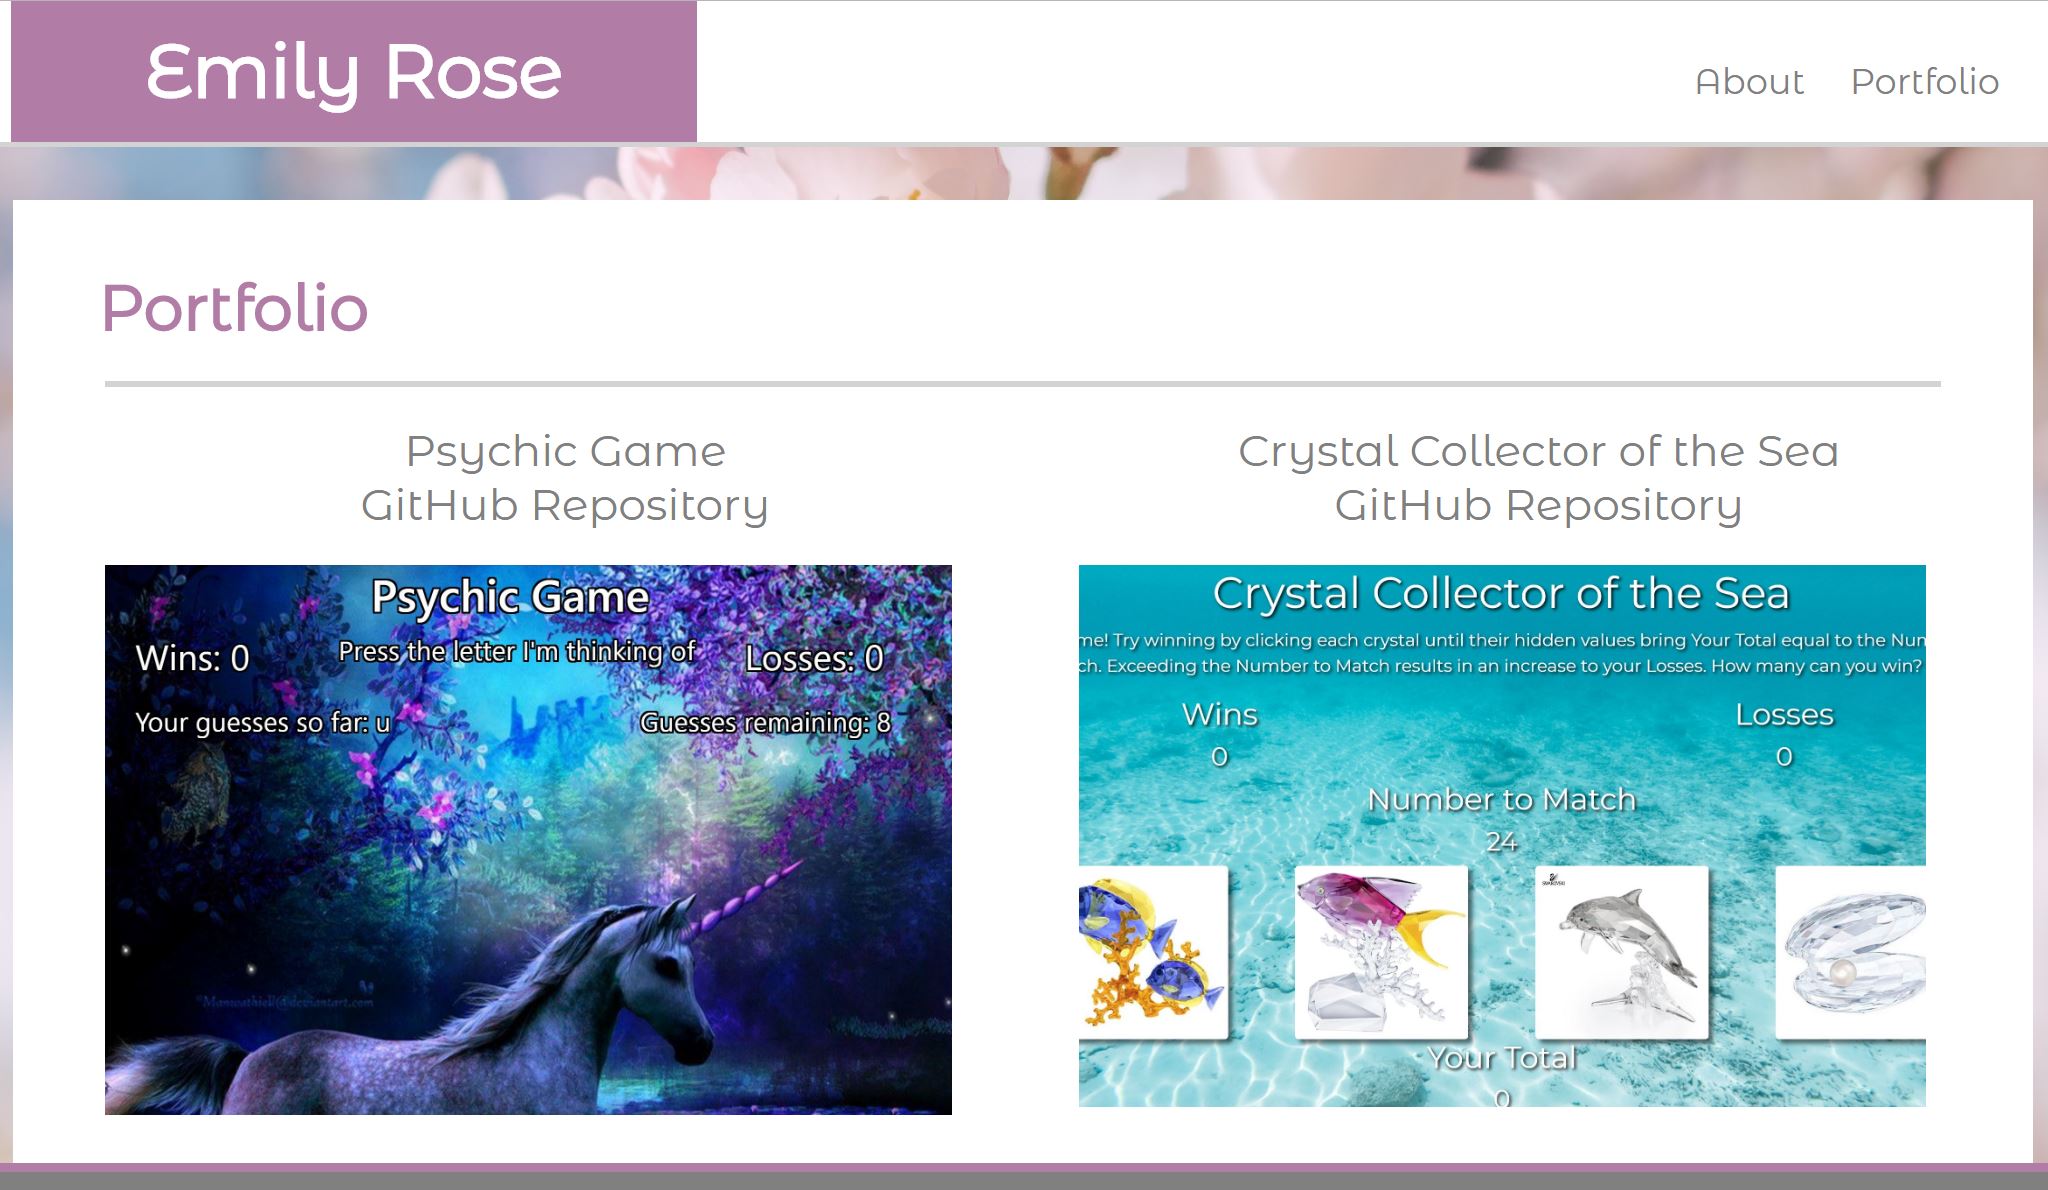 Emily Rose
About Portfolio
Portfolio
Psychic Game
GitHub Repository
Crystal Collector of the Sea
GitHub Repository
Psychic Game
Press the letter I'm thinking of
Wins: 0
Losses: 0
Your guesses so far: u
Guesses remaining: 8
Crystal Collector of the Sea
me! Try winning by clicking each crystal until their hidden values bring Your Total equal to the Num
ch. Exceeding the Number to Match results in an increase to your Losses. How many can you win?
Wins
Losses
0
0
Number to Match
24
SWAROVSKI
Your Total
0